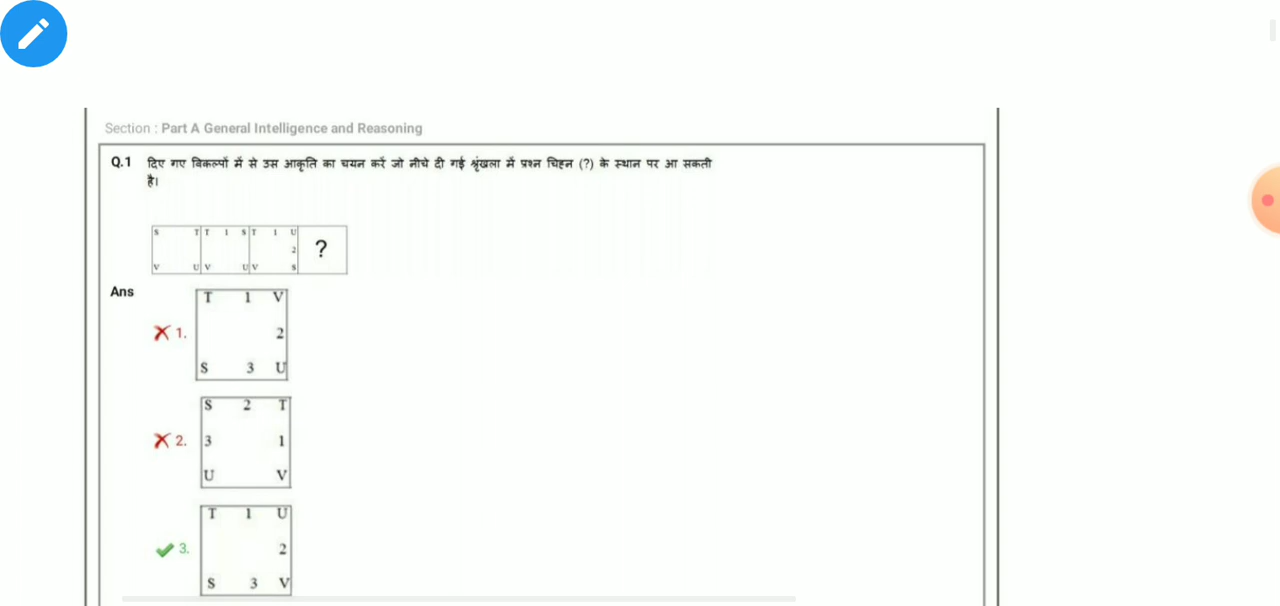 Section : Part A General Intelligence and Reasoning
Q.1 दिए गए विकल्पों में से उस आकृति का चयन करें जो नीचे दी गई श्रृंखला में प्रश्न चिह्न (?) के स्थान पर आ सकती
है।
S T T 1 S T 1 U
2 ?
V U V U V S
Ans
T 1 V
1. 2
S 3 U
S 2 T
2. 3 1
U V
T 1 U
3. 2
S 3 V